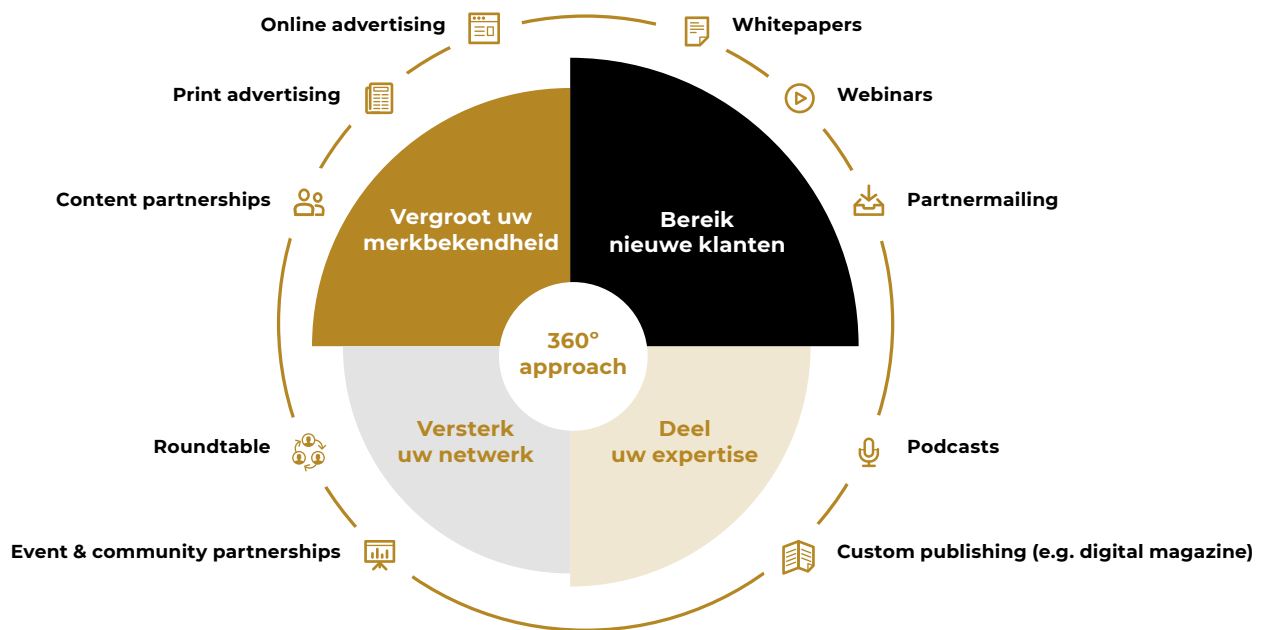 Online advertising
Whitepapers
Print advertising
Webinars
Content partnerships
Partnermailing
Vergroot uw
merkbekendheid
Bereik
nieuwe klanten
360º
approach
Versterk
uw netwerk
Deel
uw expertise
Roundtable
Podcasts
Event & community partnerships
Custom publishing (e.g. digital magazine)